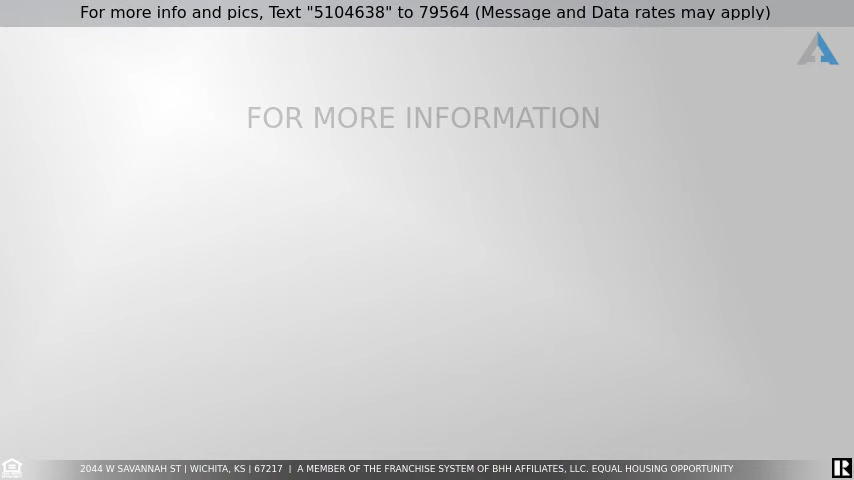 For more info and pics, Text "5104638" to 79564 (Message and Data rates may apply)
FOR MORE INFORMATION
2044 W SAVANNAH ST | WICHITA, KS | 67217 | A MEMBER OF THE FRANCHISE SYSTEM OF BHH AFFILIATES, LLC. EQUAL HOUSING OPPORTUNITY